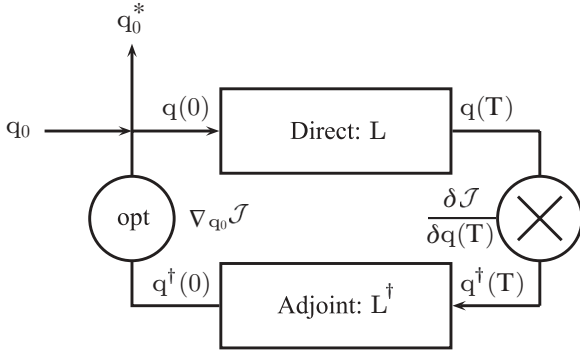 q₀*
q₀
q(0)
Direct: L
q(T)
opt
∇q₀𝒥
δ𝒥
δq(T)
q†(0)
Adjoint: L†
q†(T)